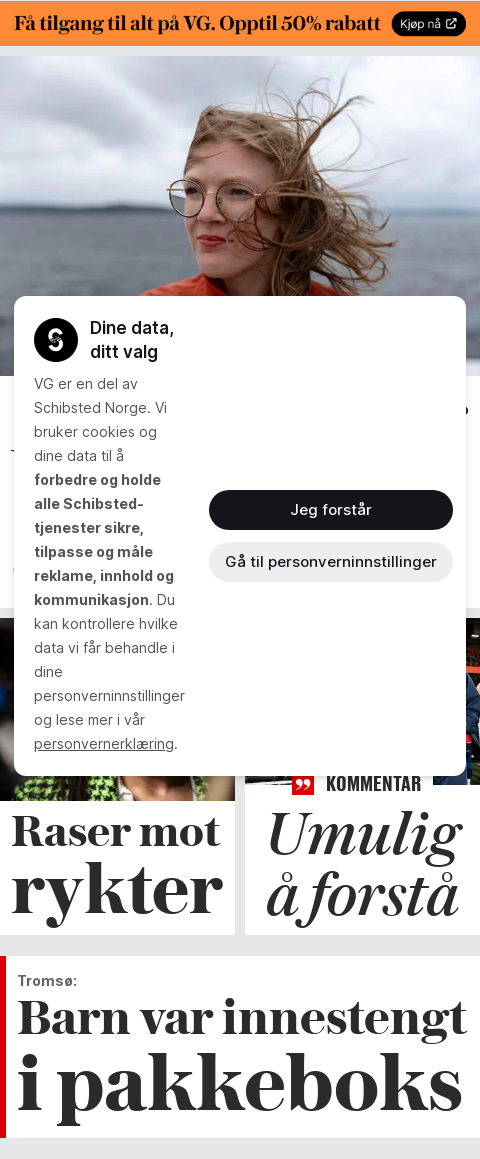 Få tilgang til alt på VG. Opptil 50% rabatt
Kjøp nå
Dine data,
ditt valg
VG er en del av
Schibsted Norge. Vi
bruker cookies og
dine data til å
forbedre og holde
alle Schibsted-
tjenester sikre,
tilpasse og måle
reklame, innhold og
kommunikasjon. Du
kan kontrollere hvilke
data vi får behandle i
dine
personverninnstillinger
og lese mer i vår
personvernerklæring.
Jeg forstår
Gå til personverninnstillinger
Raser mot
rykter
KOMMENTAR
Umulig
å forstå
Tromsø:
Barn var innestengt
i pakkeboks